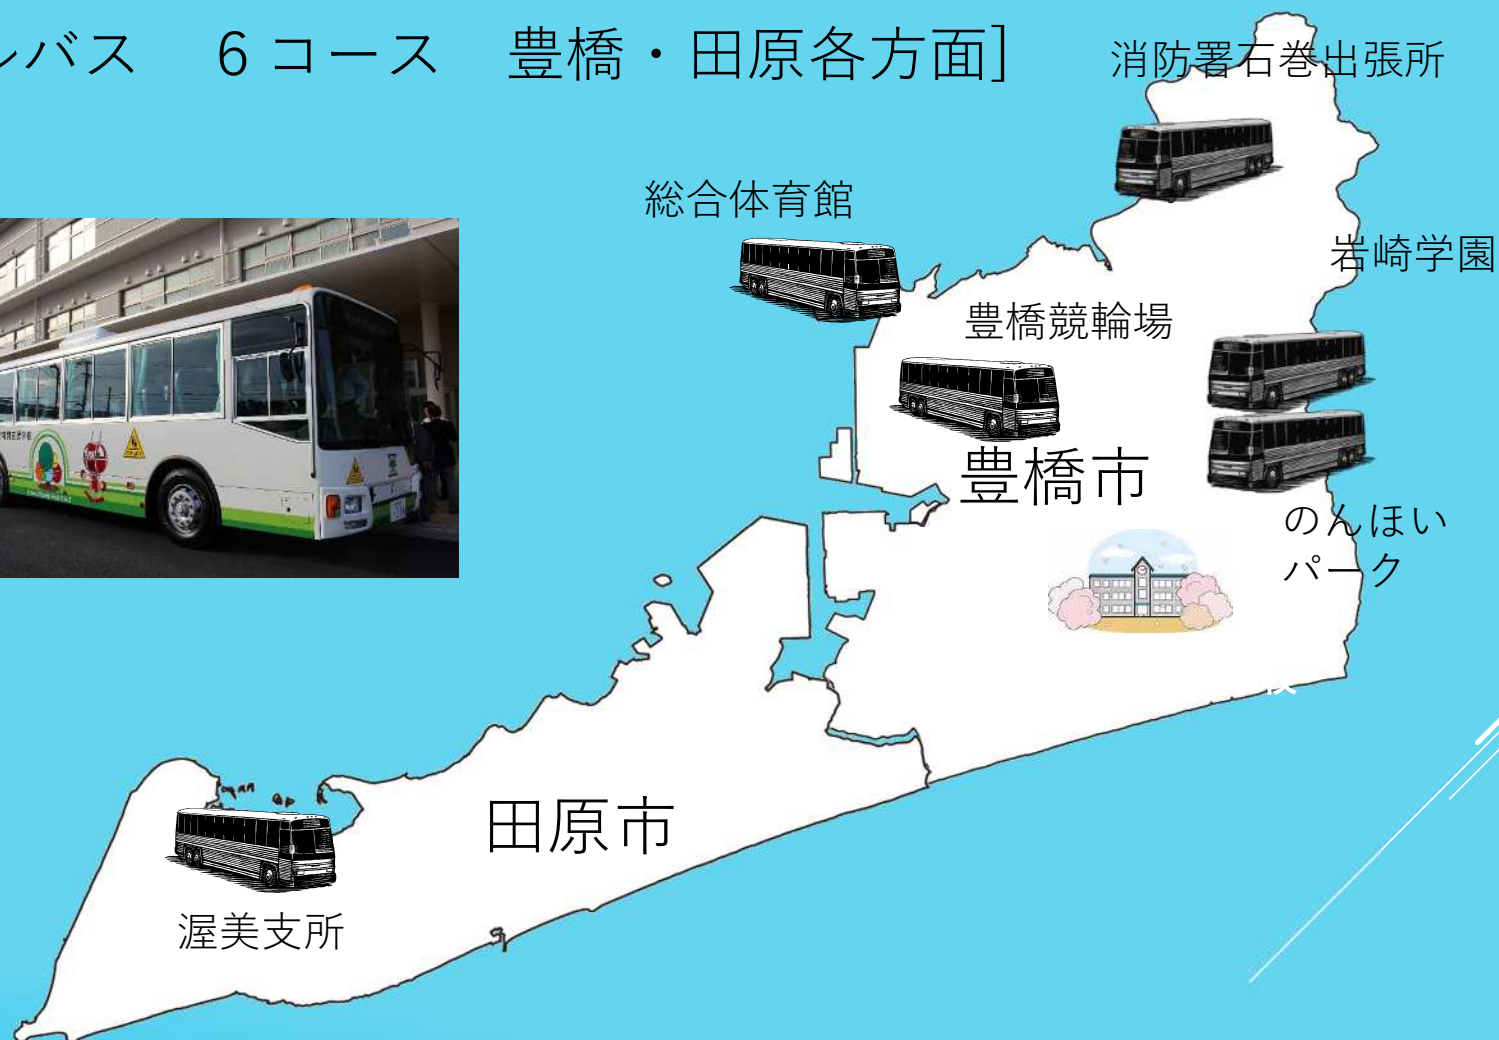 ルバス　６コース　豊橋・田原各方面］
消防署石巻出張所
総合体育館
岩崎学園
豊橋競輪場
豊橋市
のんほい
パーク
校
田原市
渥美支所